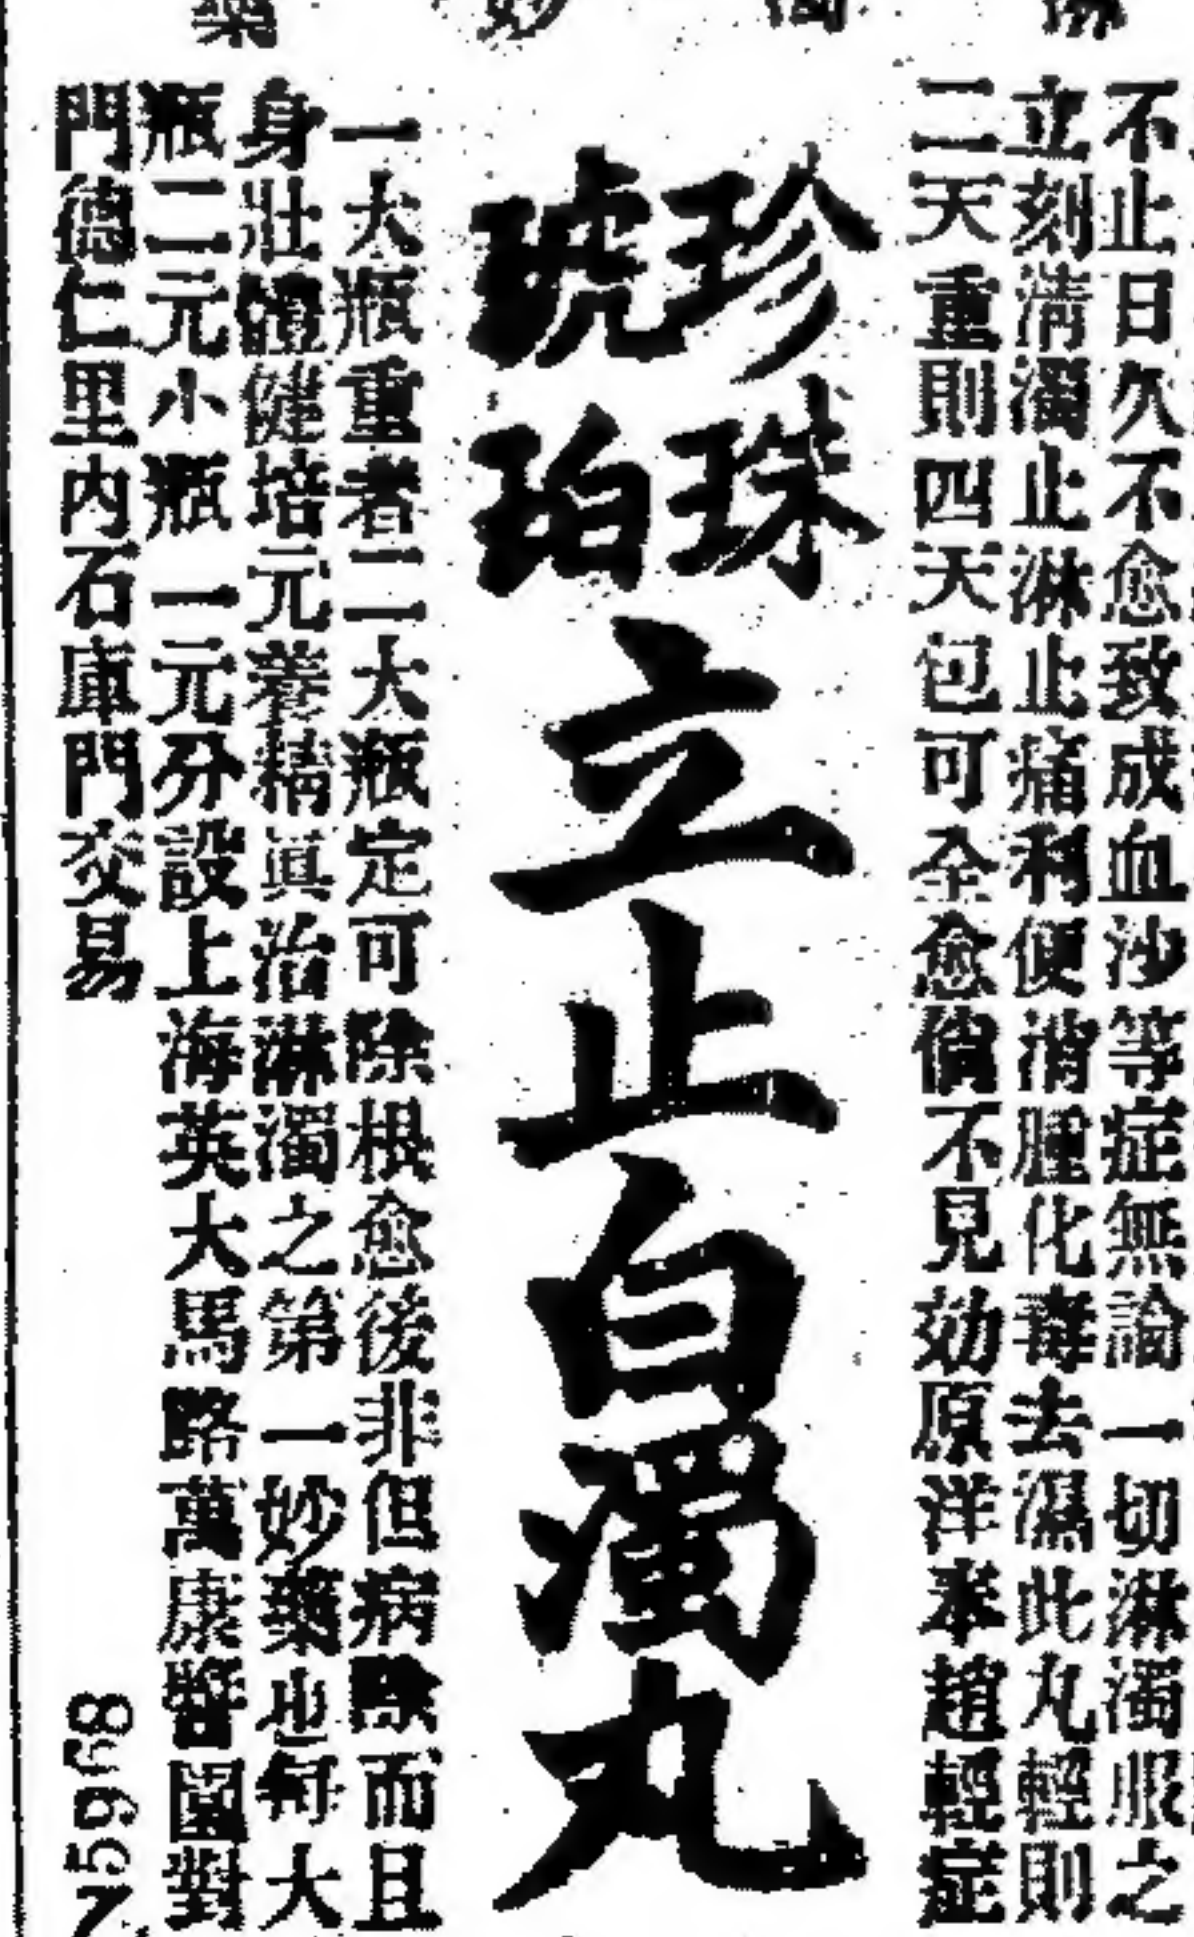 不止日久不愈致成血沙等症無論一切淋濁服之
立刻清濁止淋止痛利便消腫化毒去濕此丸輕則
二天重則四天包可全愈倘不見効原洋奉趙輕症
珍珠
琥珀
立止白濁丸
一大瓶重者二大瓶定可除根愈後非但病除而且
身壯體健培元養精眞治淋濁之第一妙藥也每大
瓶二元小瓶一元分設上海英大馬路萬康醬園對
門德仁里內石庫門交易